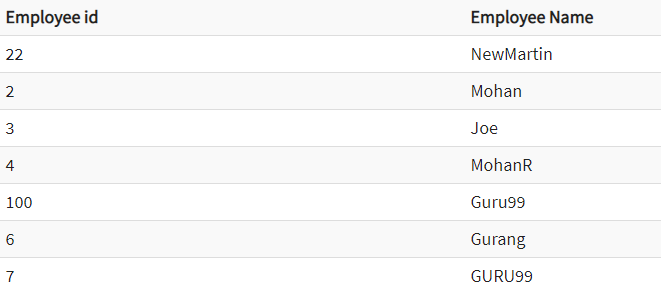 Employee id Employee Name
22 NewMartin
2 Mohan
3 Joe
4 MohanR
100 Guru99
6 Gurang
7 GURU99